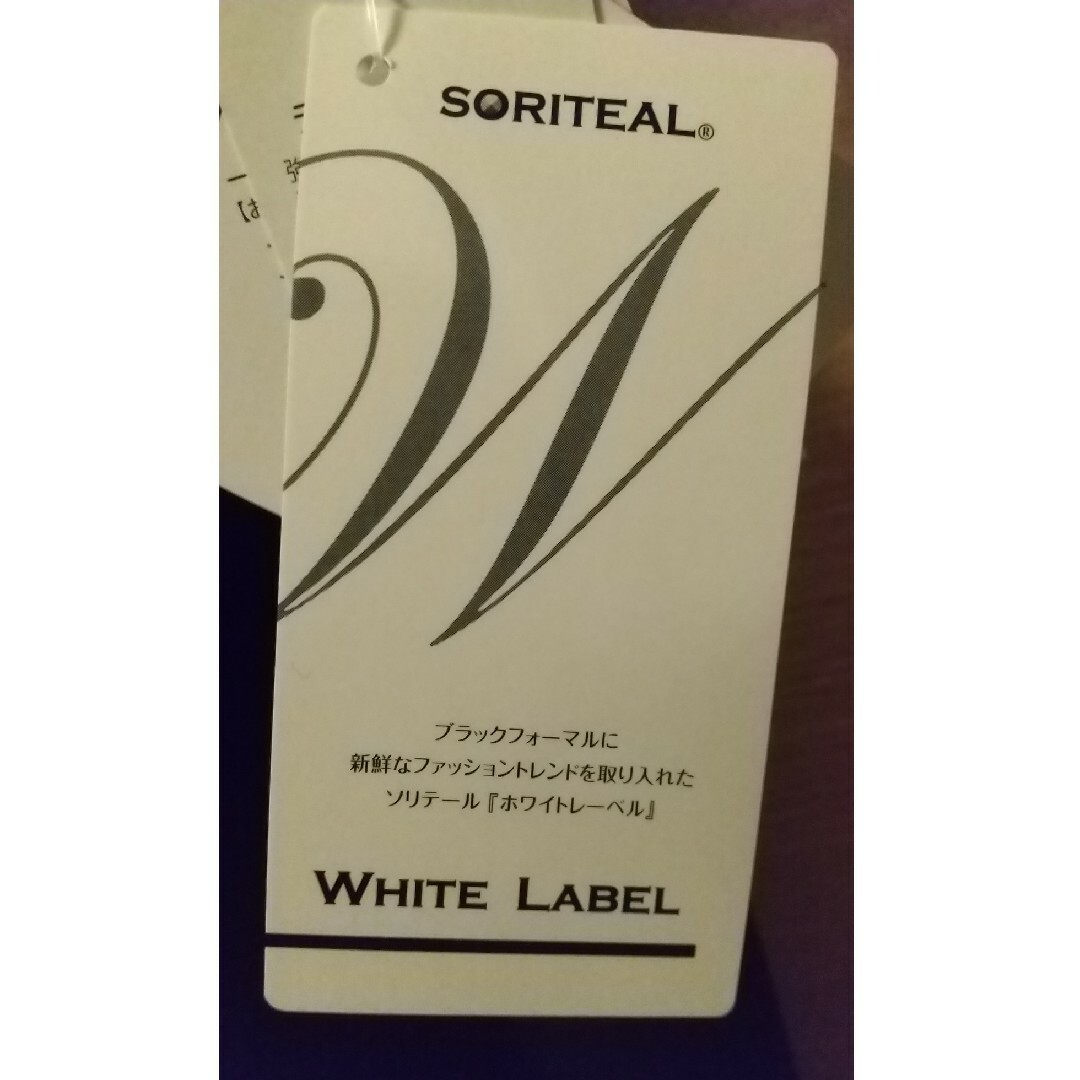 SORITEAL®
W
ブラックフォーマルに
新鮮なファッショントレンドを取り入れた
ソリテール『ホワイトレーベル』
WHITE LABEL
【お
強